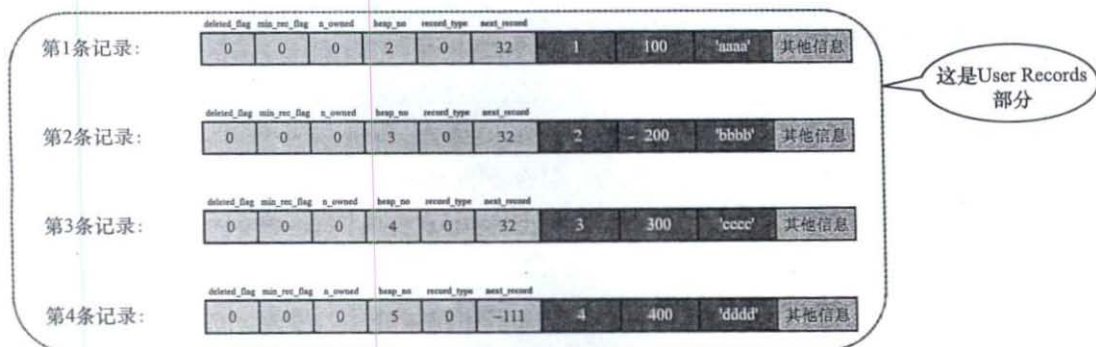 deleted_flag min_rec_flag n_owned heap_no record_type next_record
第1条记录: 0 0 0 2 0 32 1 100 'aaaa' 其他信息
这是User Records
部分
deleted_flag min_rec_flag n_owned heap_no record_type next_record
第2条记录: 0 0 0 3 0 32 2 200 'bbbb' 其他信息
deleted_flag min_rec_flag n_owned heap_no record_type next_record
第3条记录: 0 0 0 4 0 32 3 300 'cccc' 其他信息
deleted_flag min_rec_flag n_owned heap_no record_type next_record
第4条记录: 0 0 0 5 0 -111 4 400 'dddd' 其他信息